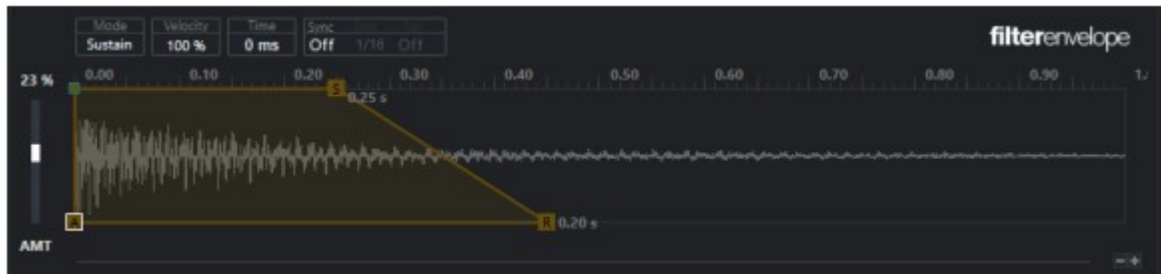 Mode Velocity Time Sync
Sustain 100 % 0 ms Off 1/16 Off
filterenvelope
23 % 0.00 0.10 0.20 0.30 0.40 0.50 0.60 0.70 0.80 0.90 1.
S 0.25 s
A R 0.20 s
AMT